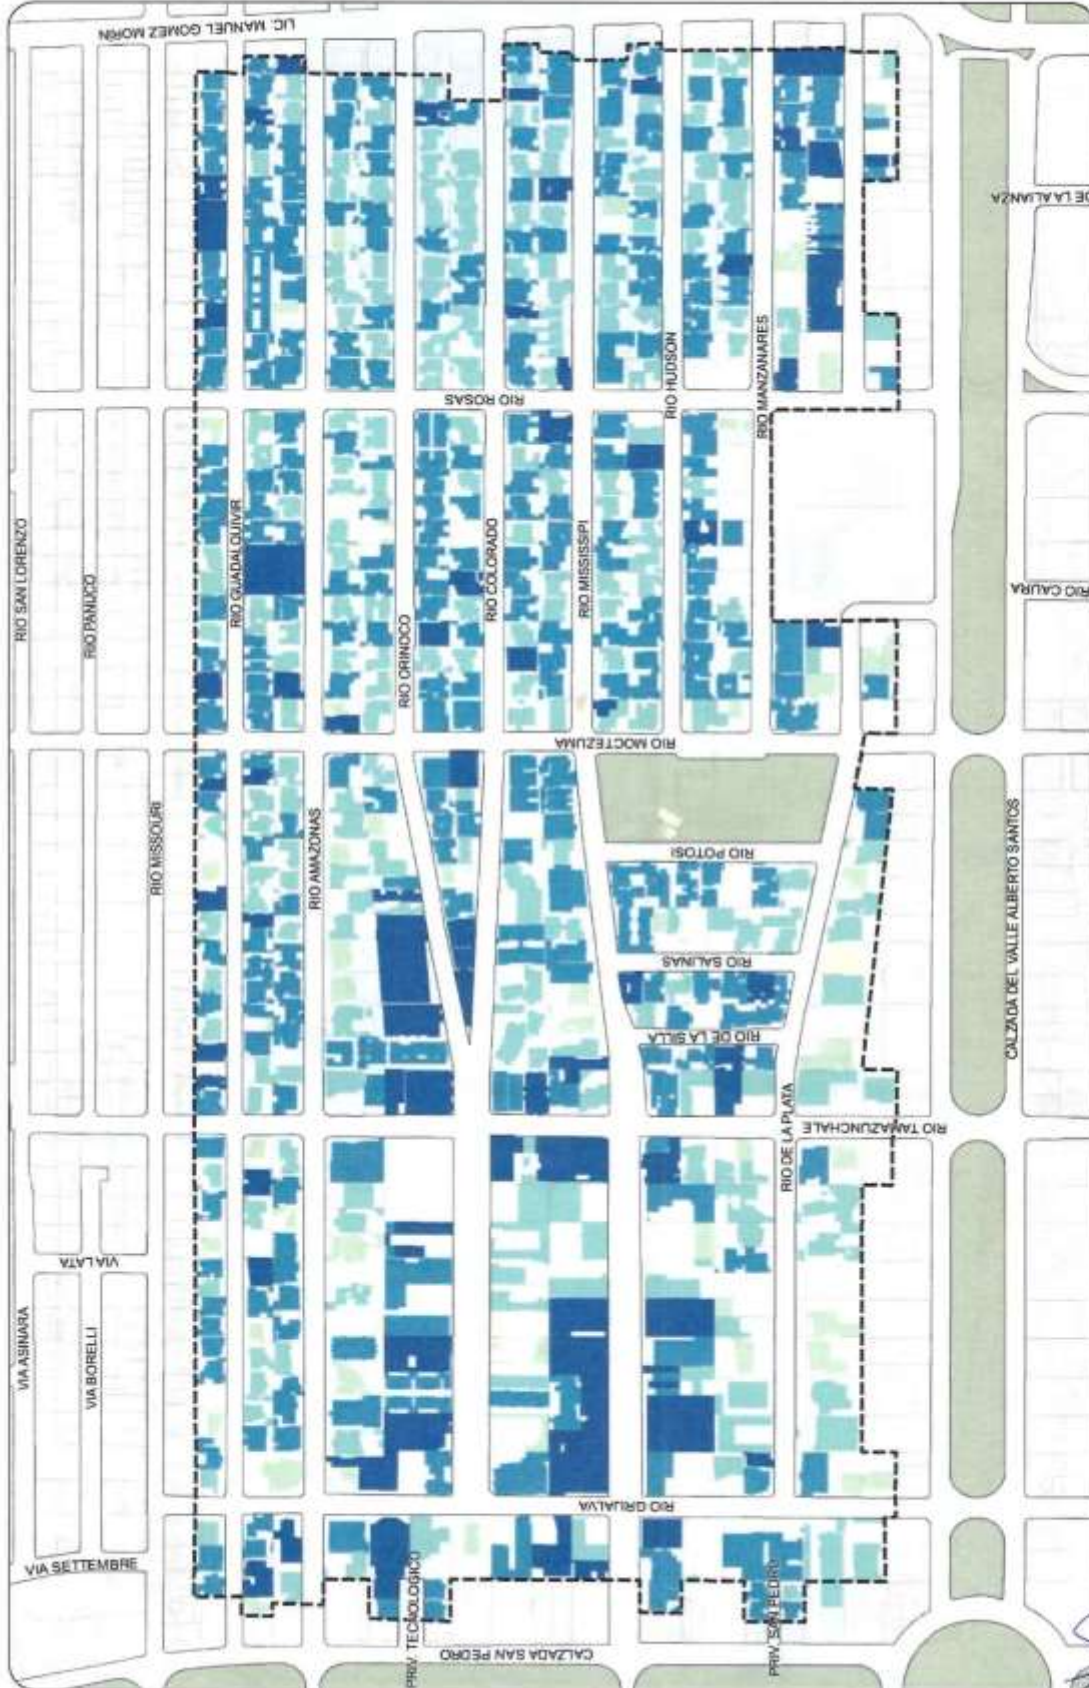 LIC. MANUEL GOMEZ MORIN
DE LA ALIANZA
RIO HUDSON
RIO MANZANARES
RIO ROSAS
RIO SAN LORENZO
RIO PANUCO
RIO GUADALQUIVIR
RIO ORINOCO
RIO COLORADO
RIO MISSISSIPI
RIO CAURA
RIO MOCTEZUMA
RIO MISSOURI
RIO AMAZONAS
RIO POTOSI
RIO SALINAS
RIO DE LA SILLA
CALZADA DEL VALLE ALBERTO SANTOS
RIO DE LA PLATA
RIO TAMAZUNCHALE
VIA LATA
VIA ASINARA
VIA BORELLI
RIO GRIJALVA
VIA SETTEMBRE
PRIV. TECNOLOGICO
PRIV. SAN PEDRO
CALZADA SAN PEDRO